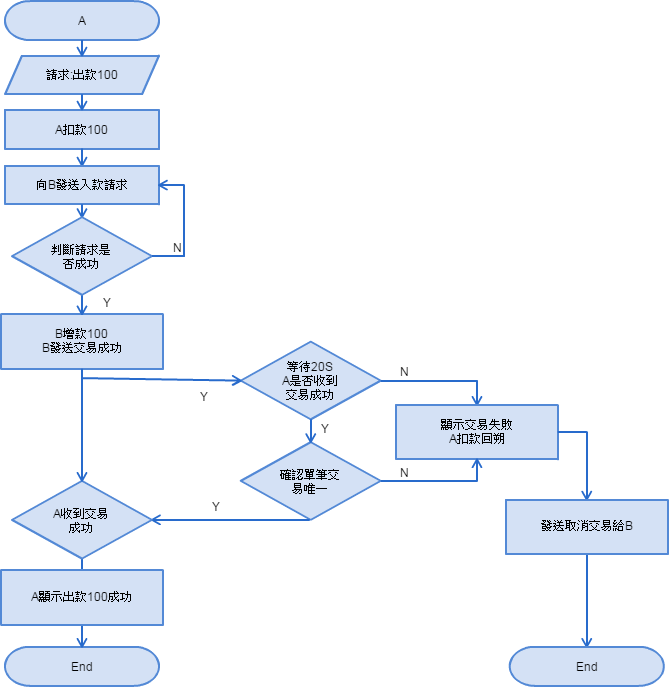 A
請求:出款100
A扣款100
向B發送入款請求
判斷請求是
否成功
N
Y
B增款100
B發送交易成功
Y
等待20S
A是否收到
交易成功
N
Y
顯示交易失敗
A扣款回朔
確認單筆交
易唯一
N
Y
A收到交易
成功
發送取消交易給B
A顯示出款100成功
End
End